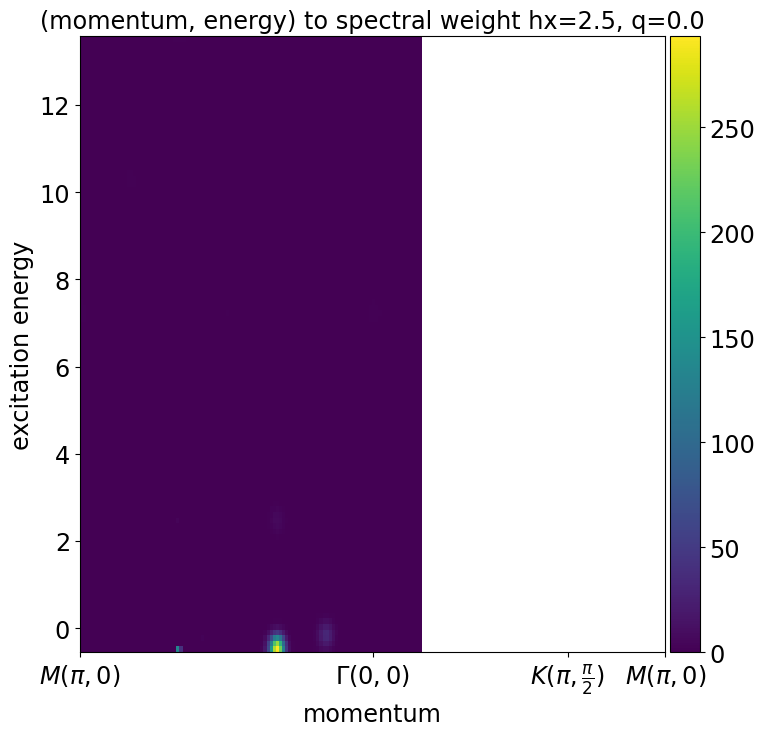 (momentum, energy) to spectral weight hx=2.5, q=0.0
12
10
8
6
4
2
0
excitation energy
250
200
150
100
50
0
M(π, 0)
Γ(0, 0)
K(π, π/2)
M(π, 0)
momentum